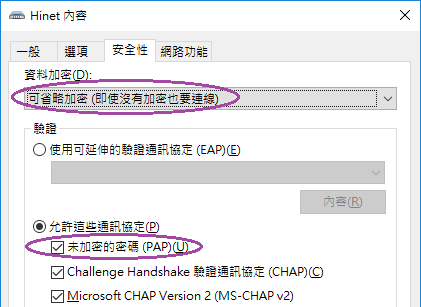 Hinet 內容
一般 選項 安全性 網路功能
資料加密(D):
可省略加密 (即使沒有加密也要連線)
驗證
使用可延伸的驗證通訊協定 (EAP)(E)
內容(R)
允許這些通訊協定(P)
未加密的密碼 (PAP)(U)
Challenge Handshake 驗證通訊協定 (CHAP)(C)
Microsoft CHAP Version 2 (MS-CHAP v2)